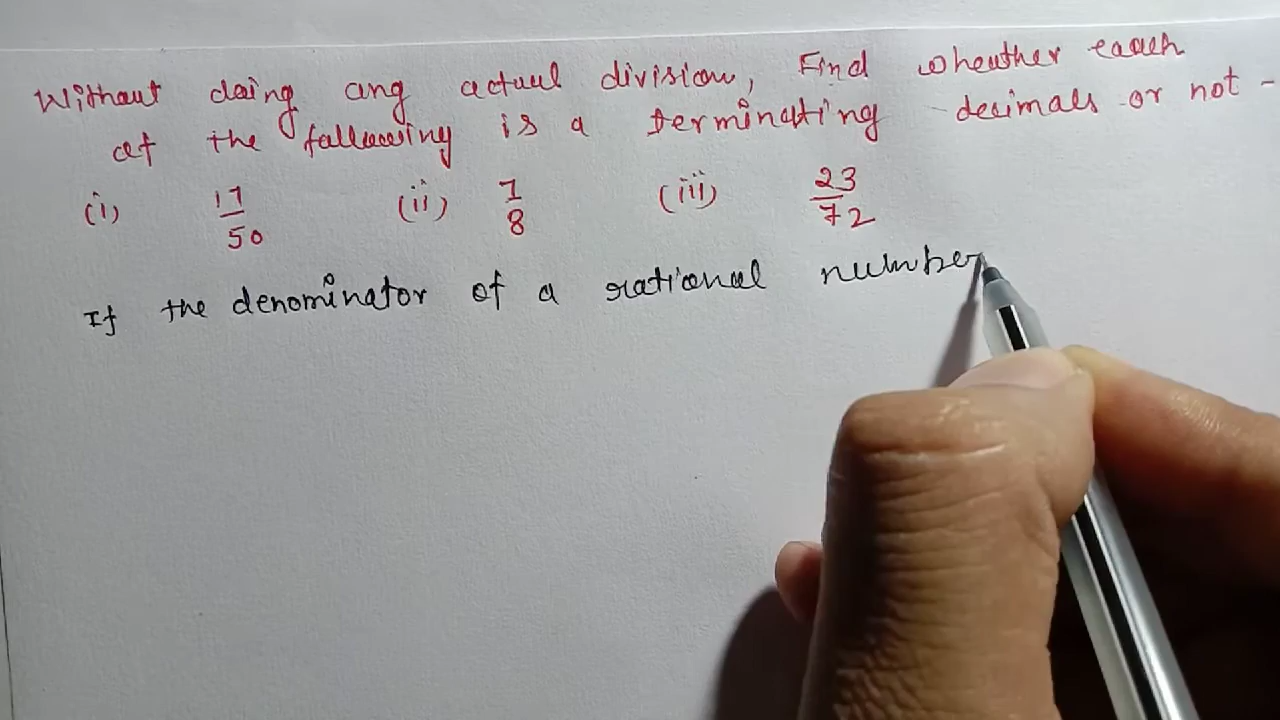 Without doing any actual division, Find wheather each
of the following is a terminating decimals or not -
(i) 17/50 (ii) 7/8 (iii) 23/72
If the denominator of a rational number